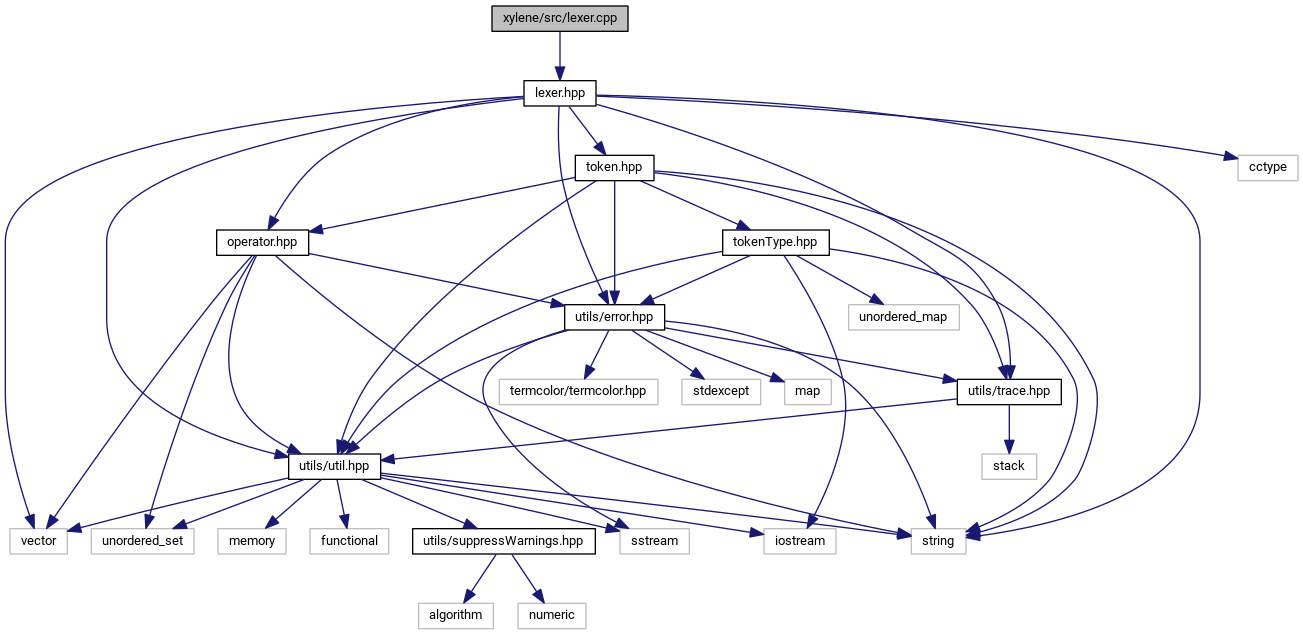 xylene/src/lexer.cpp
lexer.hpp
token.hpp
cctype
operator.hpp
tokenType.hpp
utils/error.hpp
unordered_map
termcolor/termcolor.hpp
stdexcept
map
utils/trace.hpp
utils/util.hpp
stack
vector
unordered_set
memory
functional
utils/suppressWarnings.hpp
sstream
iostream
string
algorithm
numeric